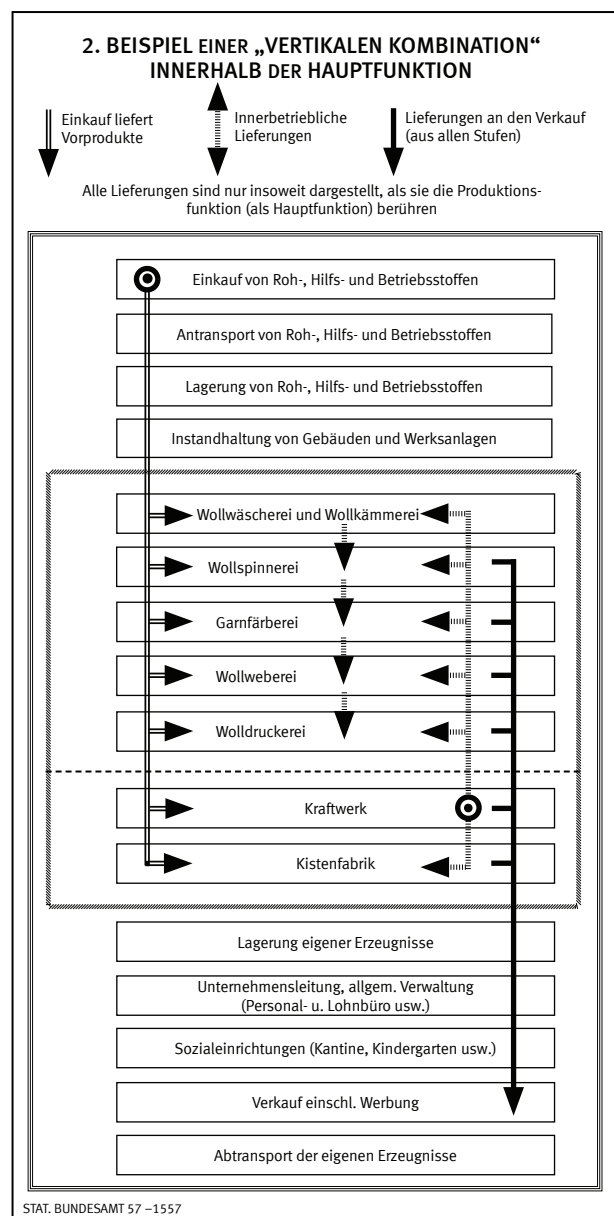 2. BEISPIEL EINER „VERTIKALEN KOMBINATION“
INNERHALB DER HAUPTFUNKTION
Einkauf liefert
Vorprodukte
Innerbetriebliche
Lieferungen
Lieferungen an den Verkauf
(aus allen Stufen)
Alle Lieferungen sind nur insoweit dargestellt, als sie die Produktions-
funktion (als Hauptfunktion) berühren
Einkauf von Roh-, Hilfs- und Betriebsstoffen
Antransport von Roh-, Hilfs- und Betriebsstoffen
Lagerung von Roh-, Hilfs- und Betriebsstoffen
Instandhaltung von Gebäuden und Werksanlagen
Wollwäscherei und Wollkämmerei
Wollspinnerei
Garnfärberei
Wollweberei
Wolldruckerei
Kraftwerk
Kistenfabrik
Lagerung eigener Erzeugnisse
Unternehmensleitung, allgem. Verwaltung
(Personal- u. Lohnbüro usw.)
Sozialeinrichtungen (Kantine, Kindergarten usw.)
Verkauf einschl. Werbung
Abtransport der eigenen Erzeugnisse
STAT. BUNDESAMT 57 –1557